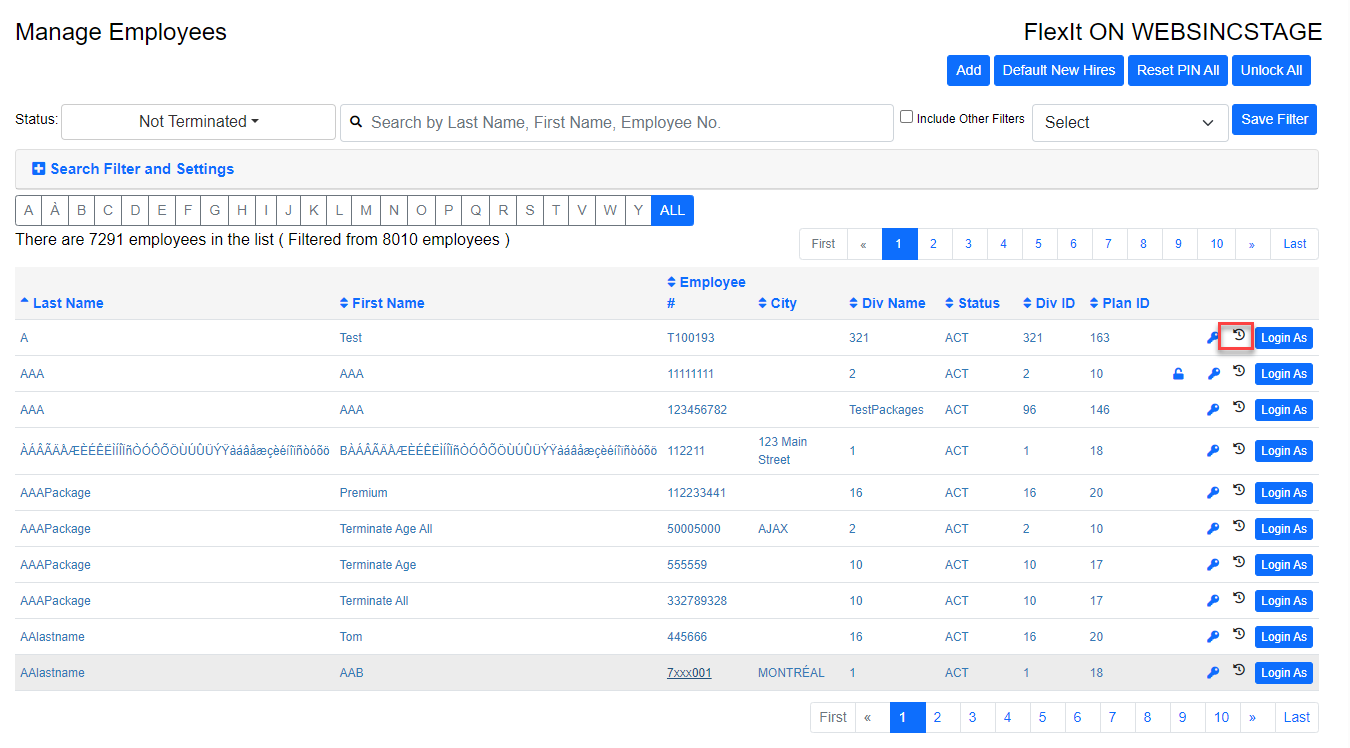 Manage Employees
FlexIt ON WEBSINCSTAGE
Add Default New Hires Reset PIN All Unlock All
Status: Not Terminated Search by Last Name, First Name, Employee No. Include Other Filters Select Save Filter
Search Filter and Settings
A À B C D E F G H I J K L M N O P Q R S T V W Y ALL
There are 7291 employees in the list ( Filtered from 8010 employees )
First « 1 2 3 4 5 6 7 8 9 10 » Last
Last Name First Name Employee # City Div Name Status Div ID Plan ID
A Test T100193 321 ACT 321 163 Login As
AAA AAA 11111111 2 ACT 2 10 Login As
AAA AAA 123456782 TestPackages ACT 96 146 Login As
ÀÁÂÃÄÅÆÈÉÊËÌÍÎÏñÒÓÔÕÖÙÚÛÜÝŸàáâåæçèéíîïñòóõö BÀÁÂÃÄÅÆÈÉÊËÌÍÎÏñÒÓÔÕÖÙÚÛÜÝŸàáâåæçèéíîïñòóõö 112211 123 Main Street 1 ACT 1 18 Login As
AAAPackage Premium 112233441 16 ACT 16 20 Login As
AAAPackage Terminate Age All 50005000 AJAX 2 ACT 2 10 Login As
AAAPackage Terminate Age 555559 10 ACT 10 17 Login As
AAAPackage Terminate All 332789328 10 ACT 10 17 Login As
AAlastname Tom 445666 16 ACT 16 20 Login As
AAlastname AAB 7xxx001 MONTRÉAL 1 ACT 1 18 Login As
First « 1 2 3 4 5 6 7 8 9 10 » Last